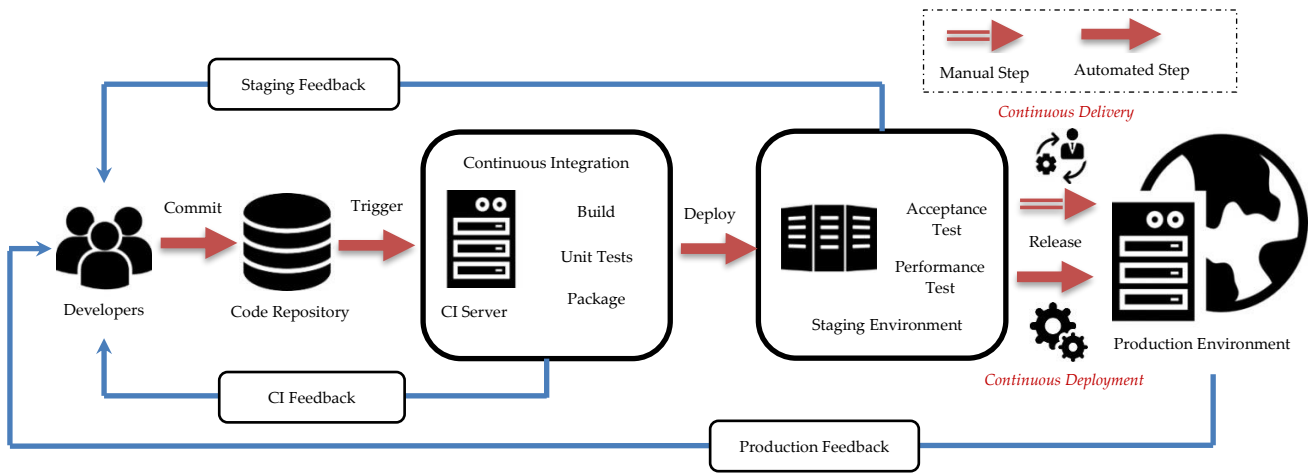 Staging Feedback
Manual Step
Automated Step
Continuous Delivery
Continuous Integration
Commit
Trigger
Build
Deploy
Acceptance
Test
Release
Unit Tests
Performance
Test
Package
Developers
Code Repository
CI Server
Staging Environment
Production Environment
Continuous Deployment
CI Feedback
Production Feedback